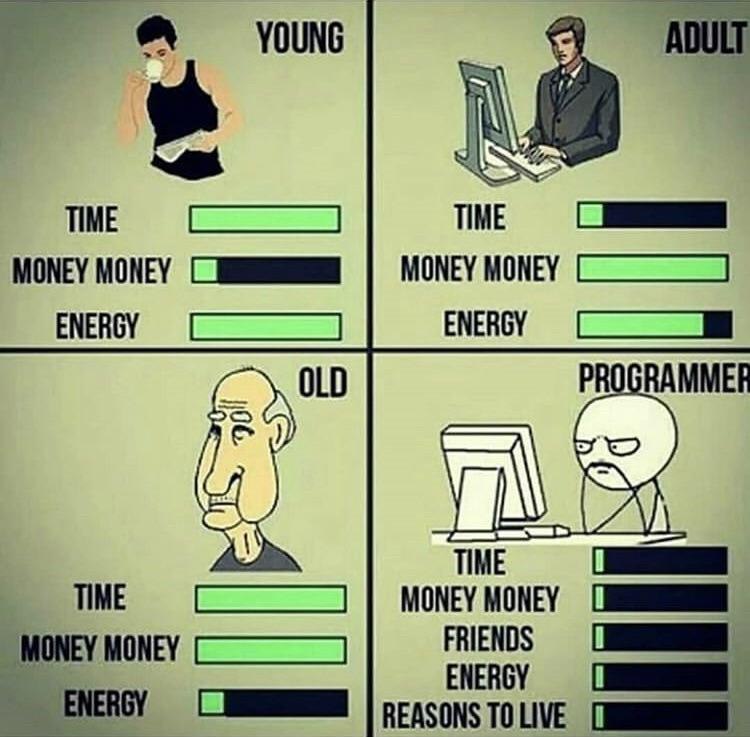 YOUNG
TIME
MONEY MONEY
ENERGY
ADULT
TIME
MONEY MONEY
ENERGY
OLD
TIME
MONEY MONEY
ENERGY
PROGRAMMER
TIME
MONEY MONEY
FRIENDS
ENERGY
REASONS TO LIVE